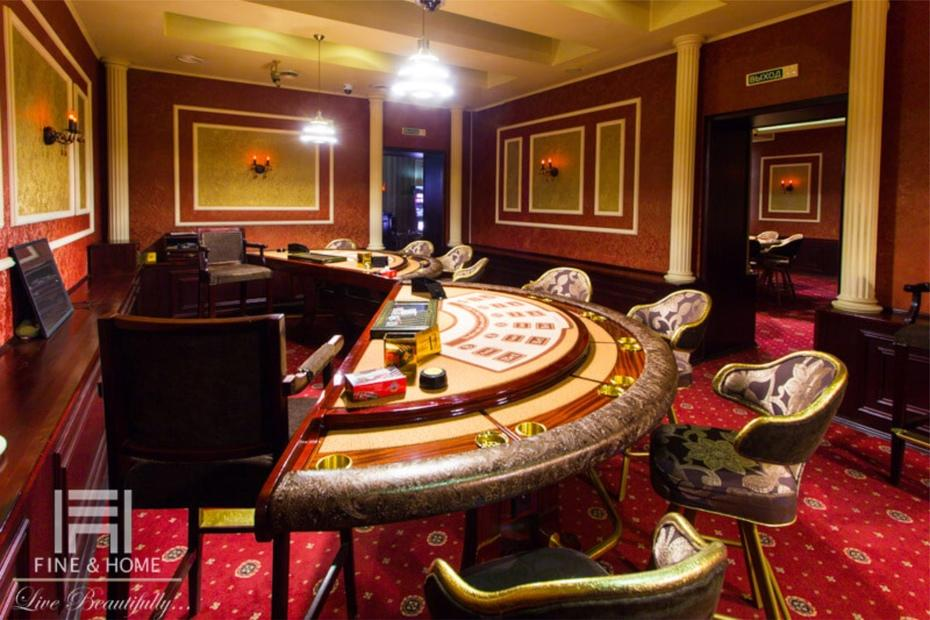 ВЫХОД
FINE & HOME
Live Beautifully...